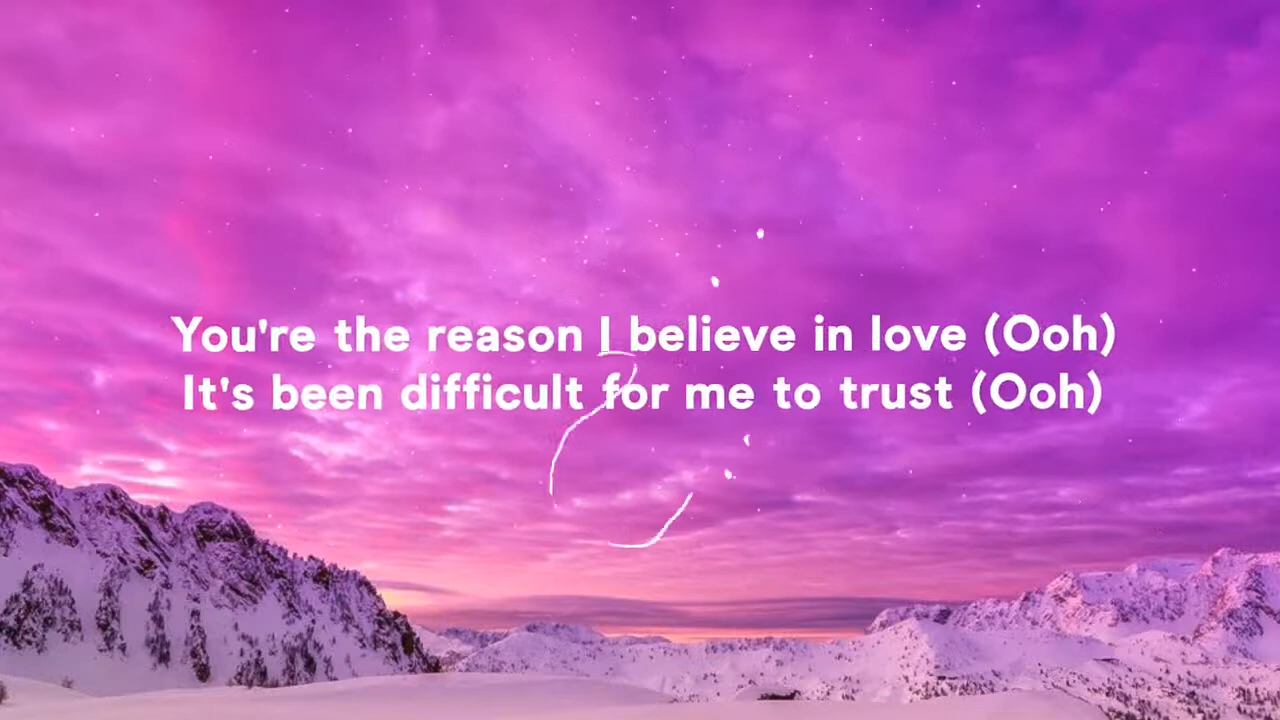 You're the reason I believe in love (Ooh)
It's been difficult for me to trust (Ooh)